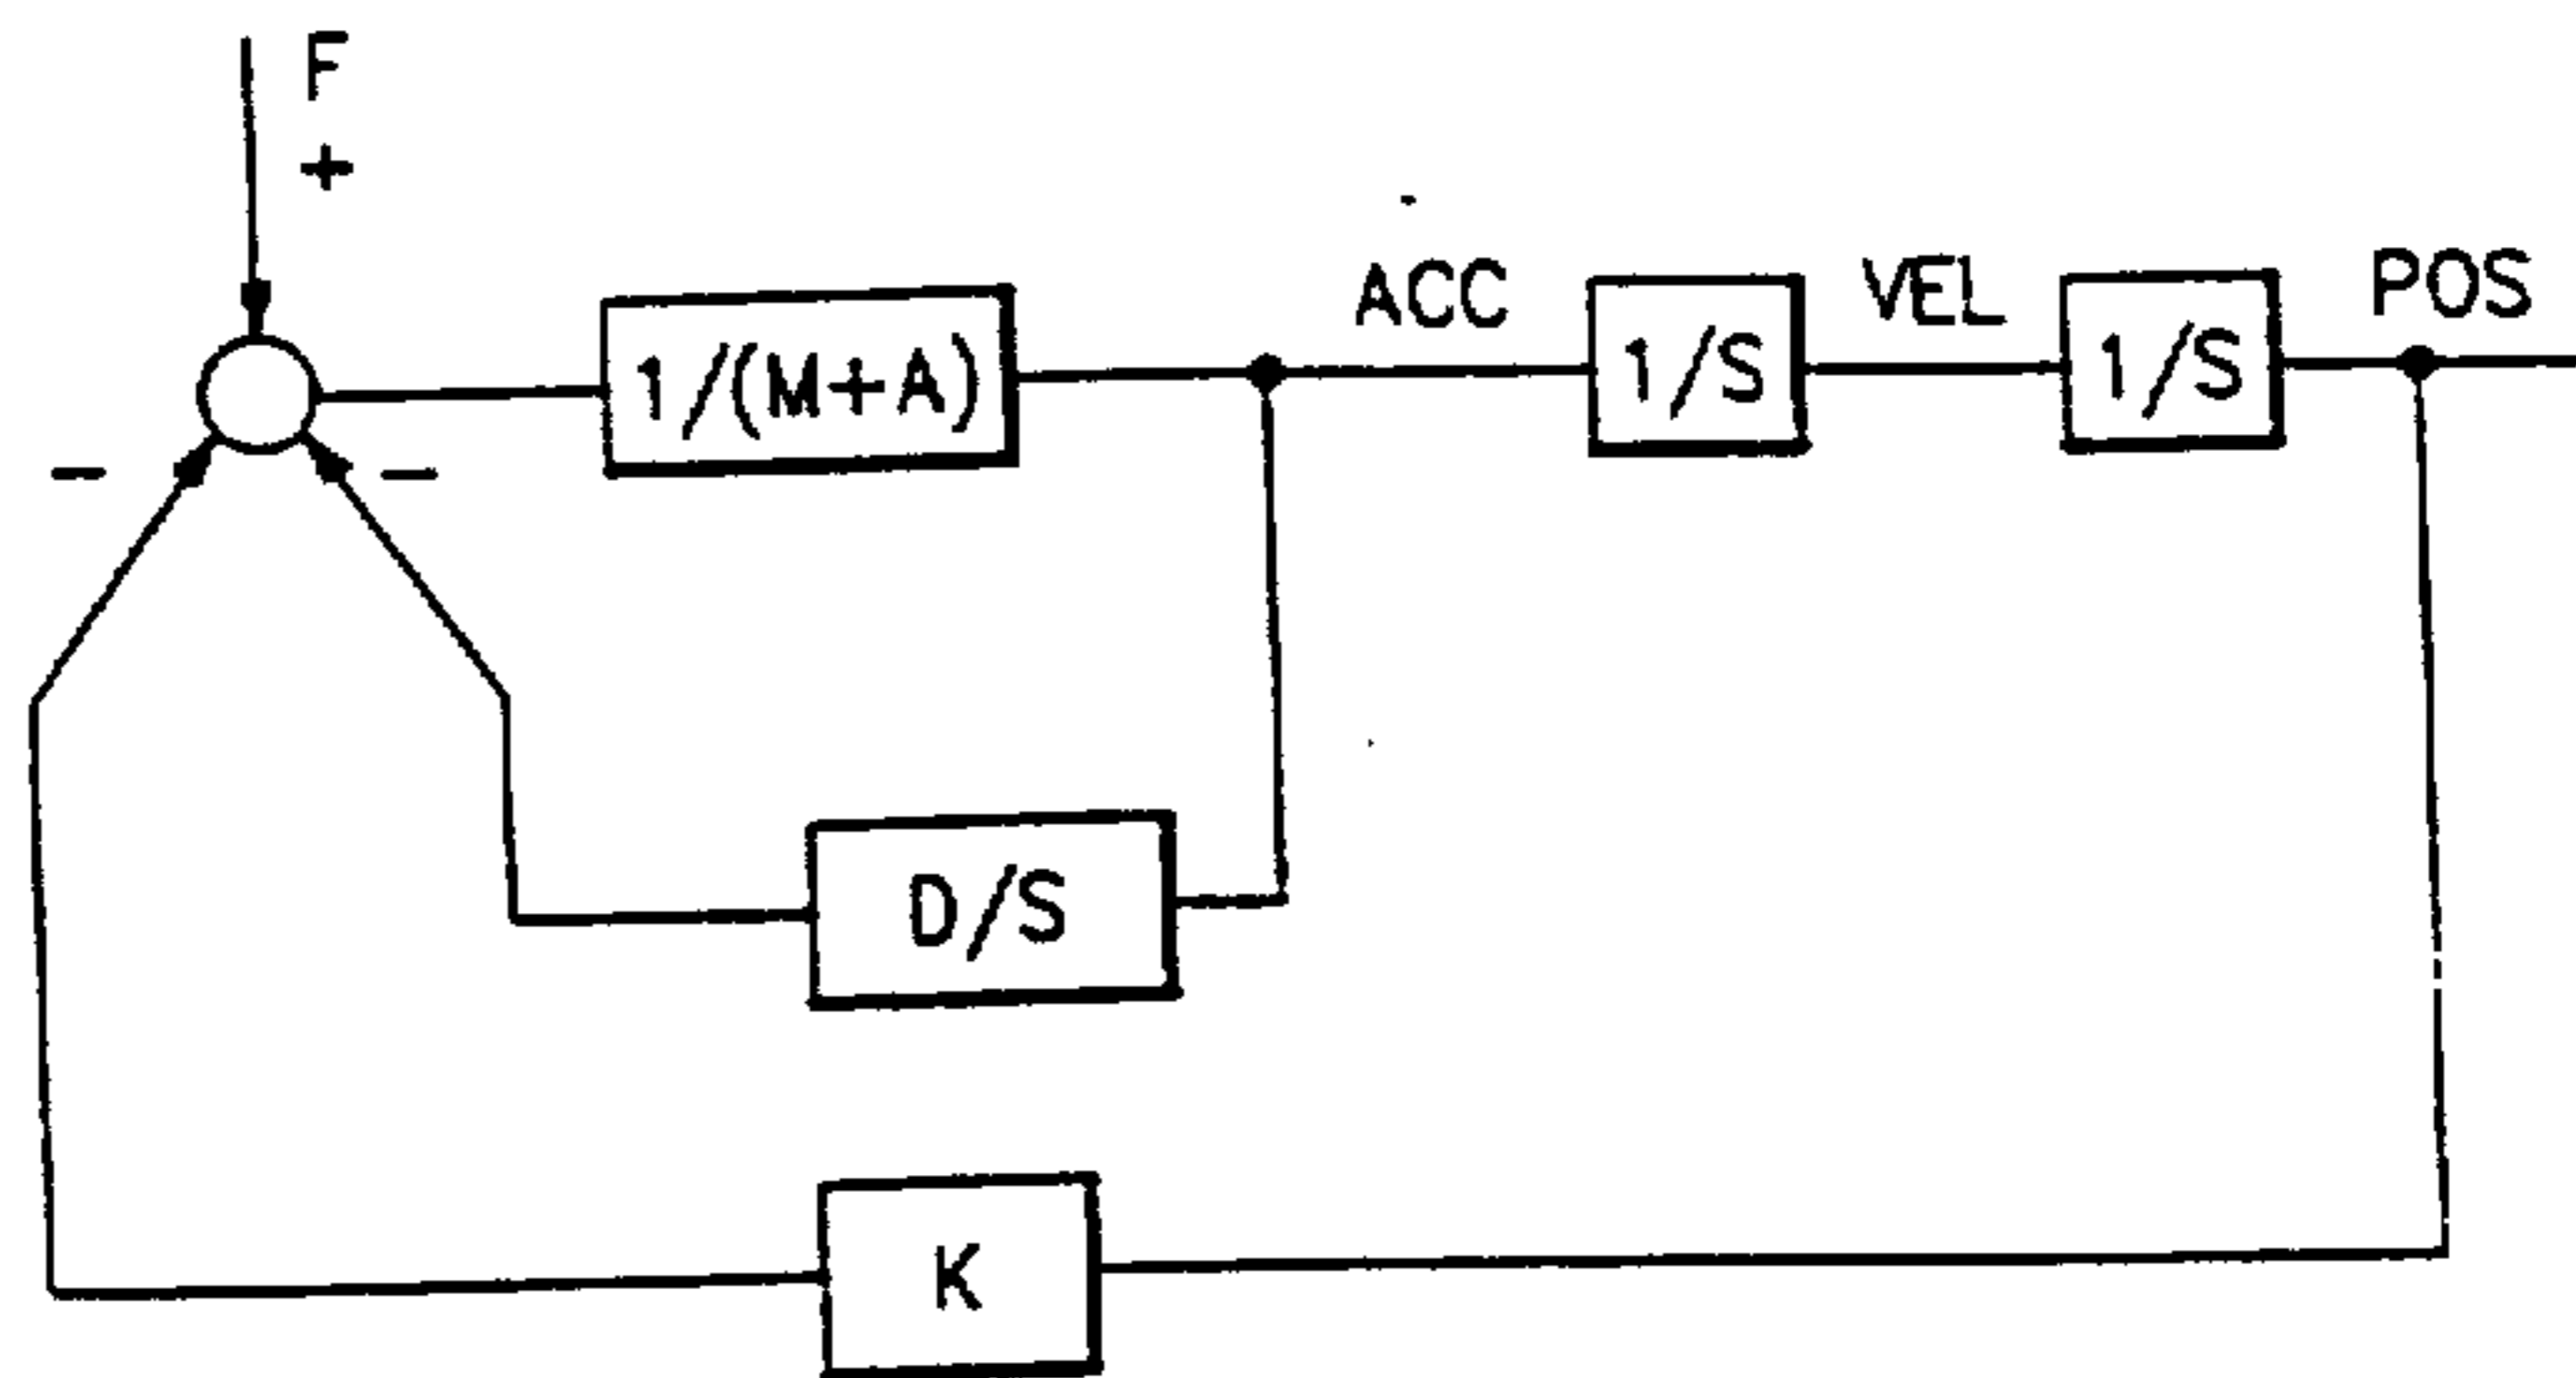 F
+
ACC
VEL
POS
1/(M+A)
1/S
1/S
-
-
D/S
K